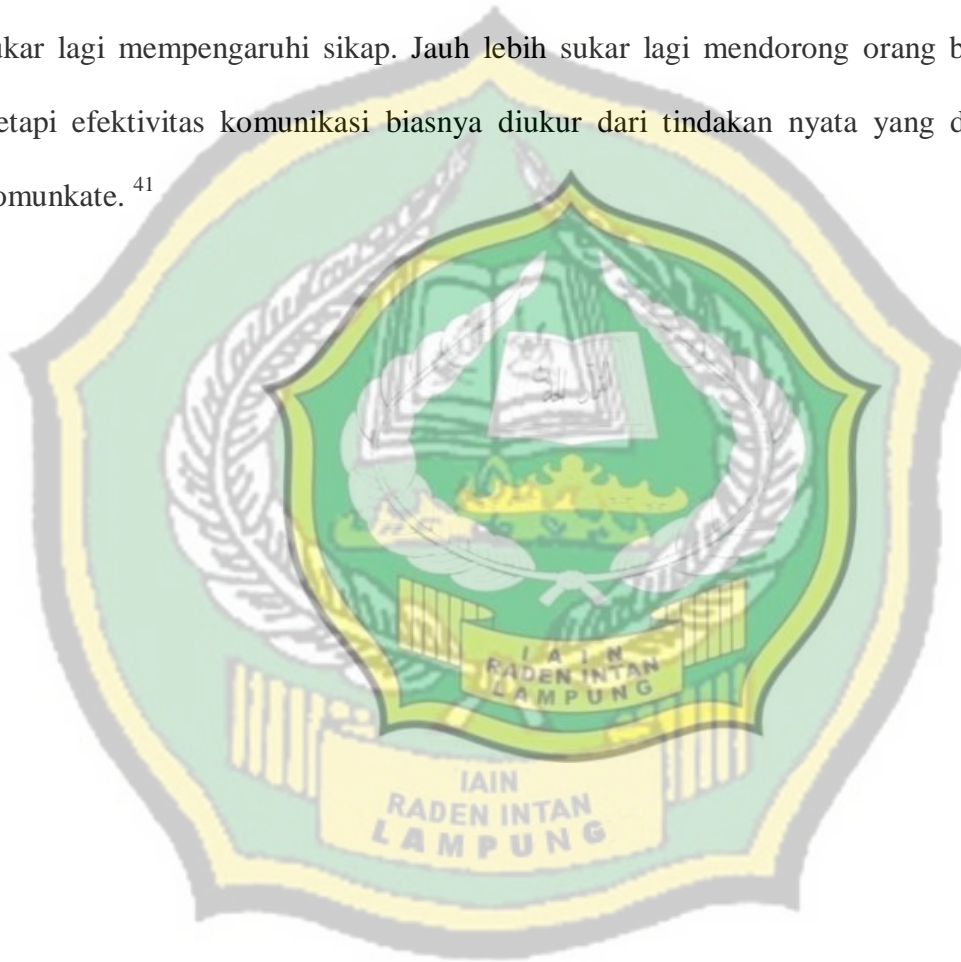 ukar lagi mempengaruhi sikap. Jauh lebih sukar lagi mendorong orang b
etapi efektivitas komunikasi biasnya diukur dari tindakan nyata yang d
omunkate. 41
I A I N
RADEN INTAN
LAMPUNG
IAIN
RADEN INTAN
LAMPUNG